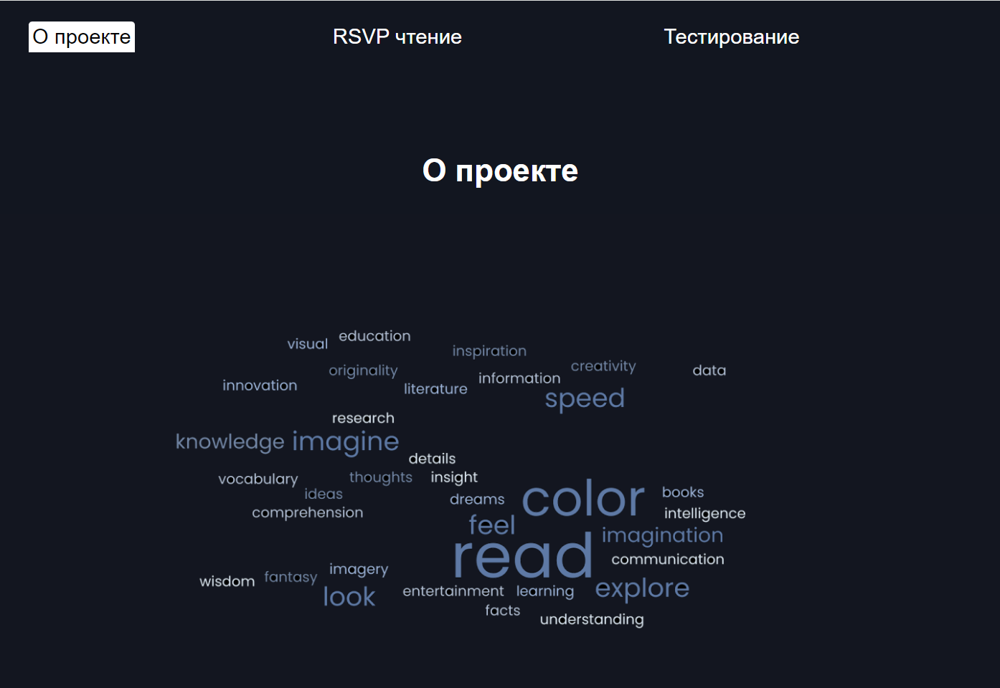 О проекте
RSVP чтение
Тестирование
О проекте
visual
education
inspiration
originality
creativity
data
innovation
literature
information
speed
research
knowledge
imagine
details
vocabulary
thoughts
insight
ideas
dreams
color
books
comprehension
intelligence
feel
imagination
read
communication
wisdom
fantasy
imagery
look
entertainment
learning
explore
facts
understanding